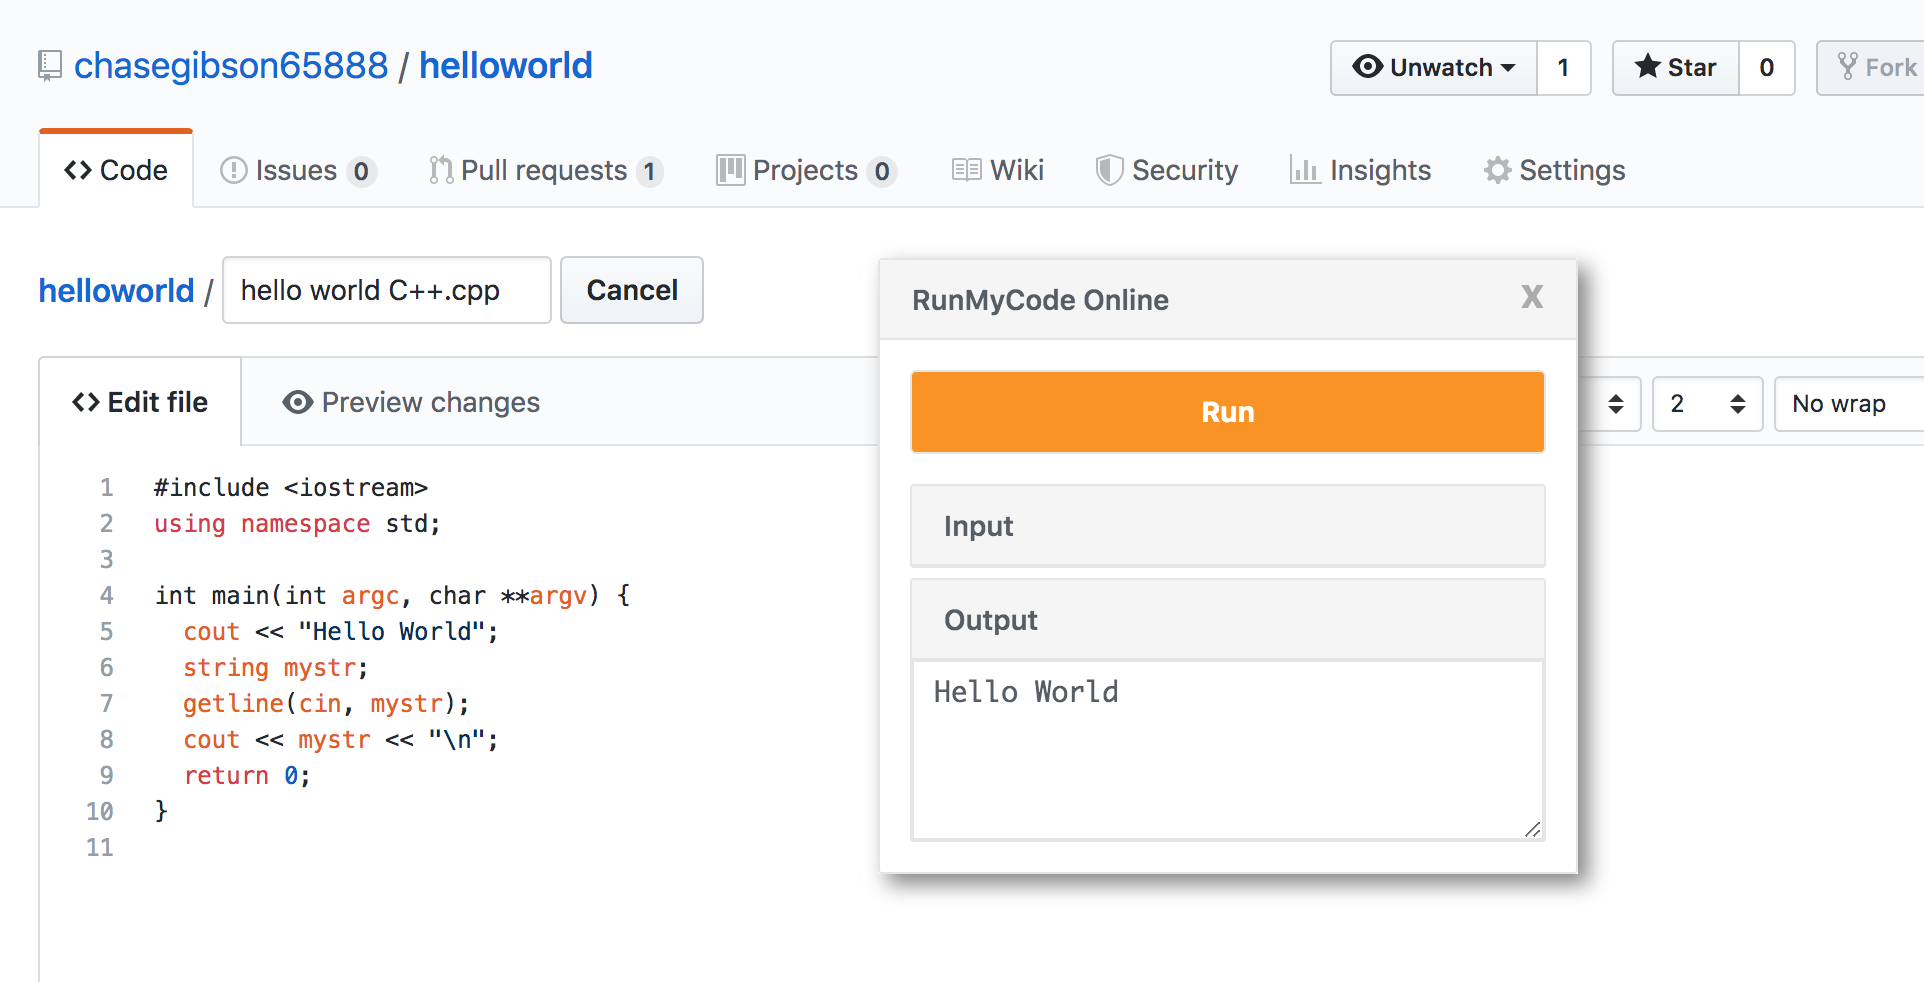 chasegibson65888 / helloworld
Unwatch 1 Star 0 Fork
Code Issues 0 Pull requests 1 Projects 0 Wiki Security Insights Settings
helloworld / hello world C++.cpp Cancel
RunMyCode Online X
Edit file Preview changes
Run
2 No wrap
1 #include <iostream>
2 using namespace std;
3
4 int main(int argc, char **argv) {
5 cout << "Hello World";
6 string mystr;
7 getline(cin, mystr);
8 cout << mystr << "\n";
9 return 0;
10 }
11
Input
Output
Hello World